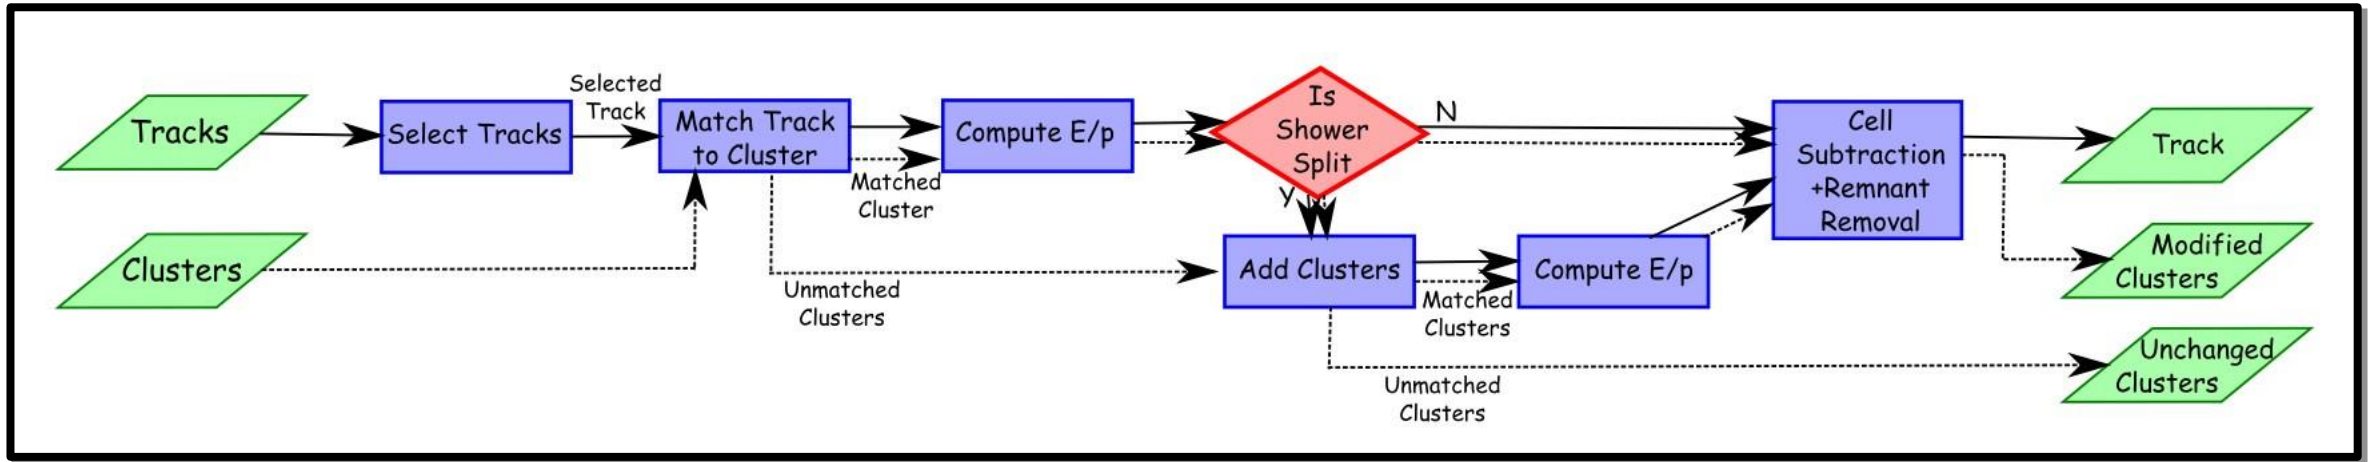 Tracks
Select Tracks
Selected
Track
Match Track
to Cluster
Matched
Cluster
Compute E/p
Is
Shower
Split
N
Y
Cell
Subtraction
+Remnant
Removal
Track
Clusters
Unmatched
Clusters
Add Clusters
Matched
Clusters
Compute E/p
Modified
Clusters
Unmatched
Clusters
Unchanged
Clusters